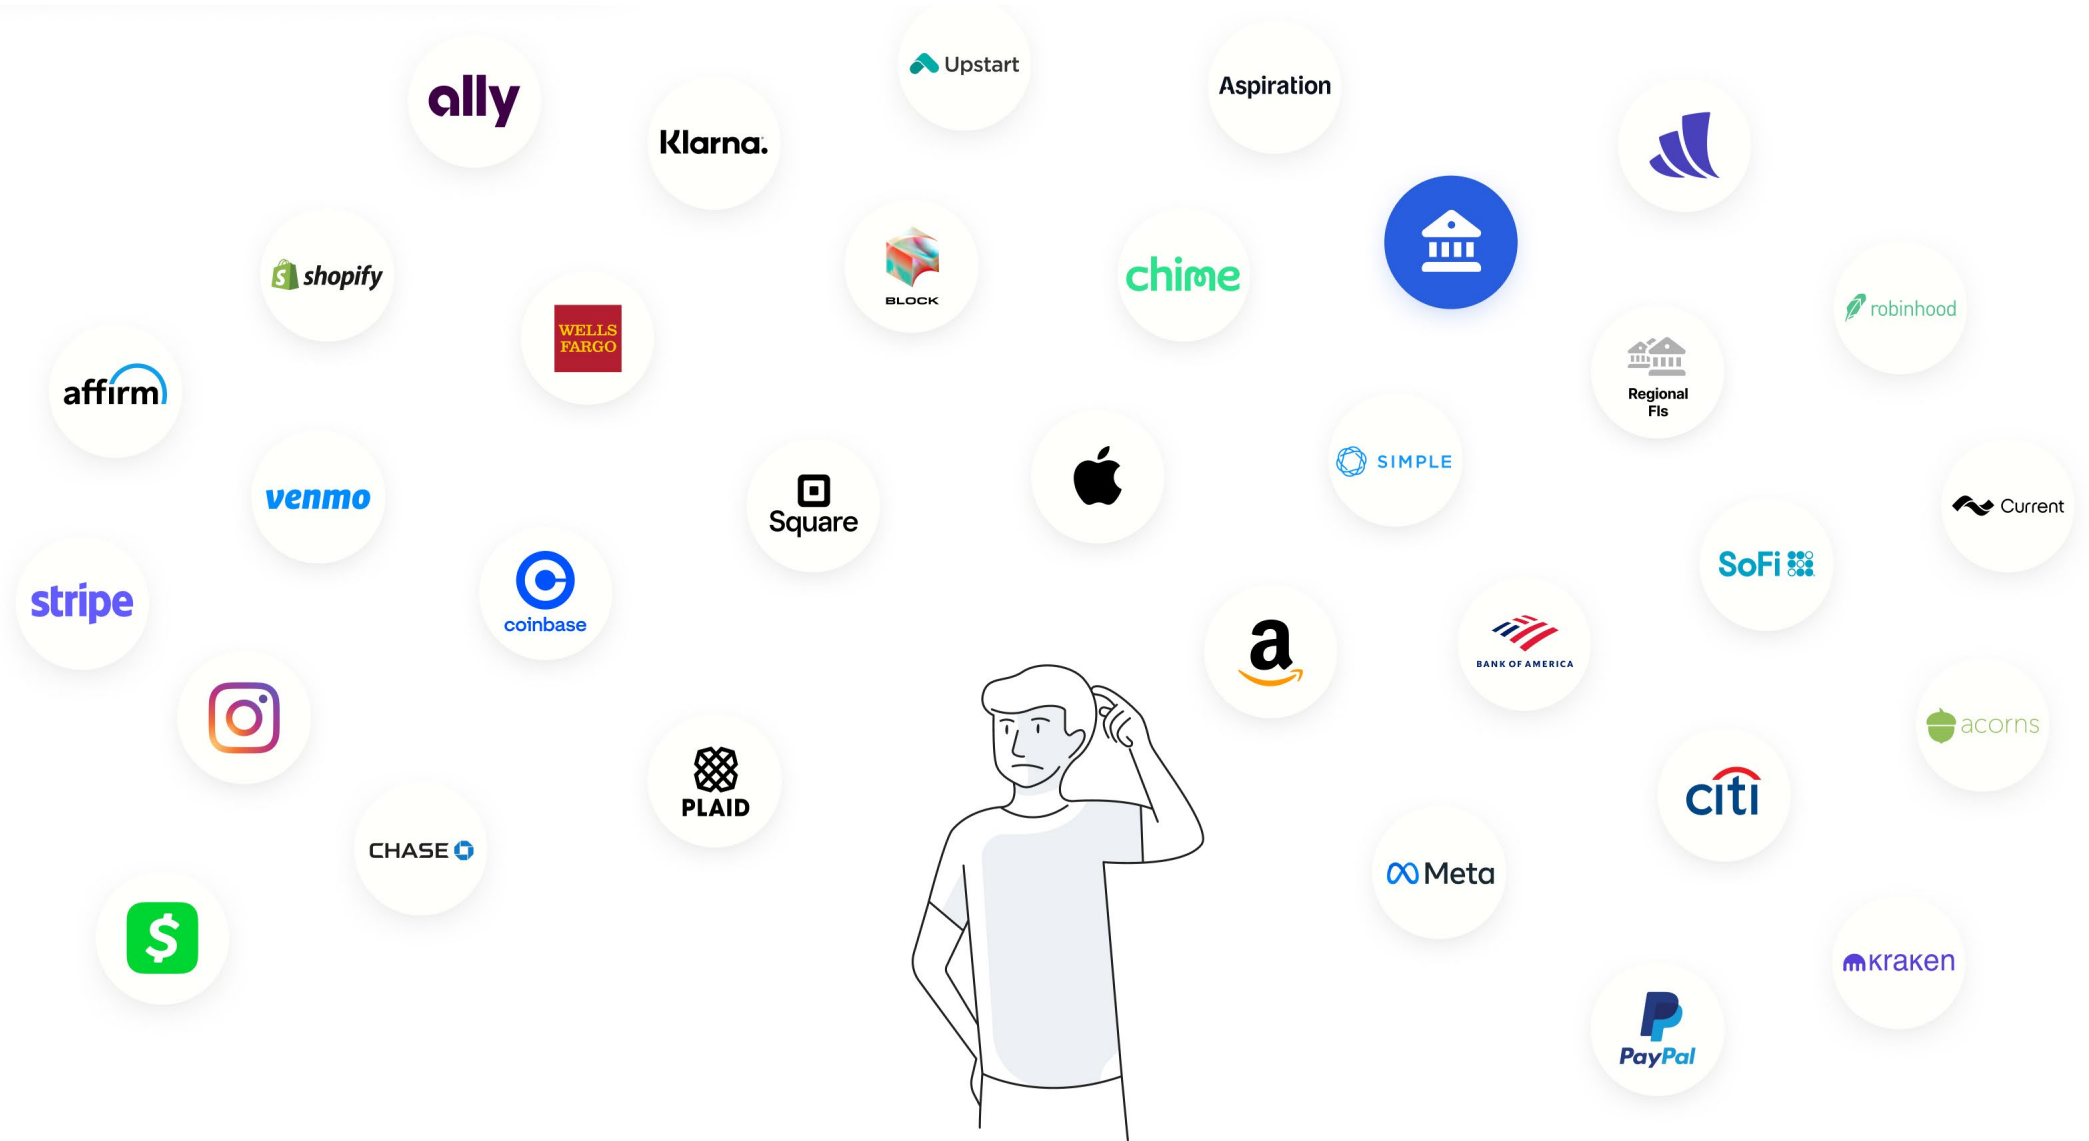 Upstart
ally
Aspiration
Klarna.
shopify
BLOCK
chime
WELLS
FARGO
robinhood
affirm
Regional
FIs
SIMPLE
venmo
Square
Current
SoFi
stripe
coinbase
a
BANK OF AMERICA
acorns
PLAID
citi
CHASE
Meta
$
kraken
PayPal